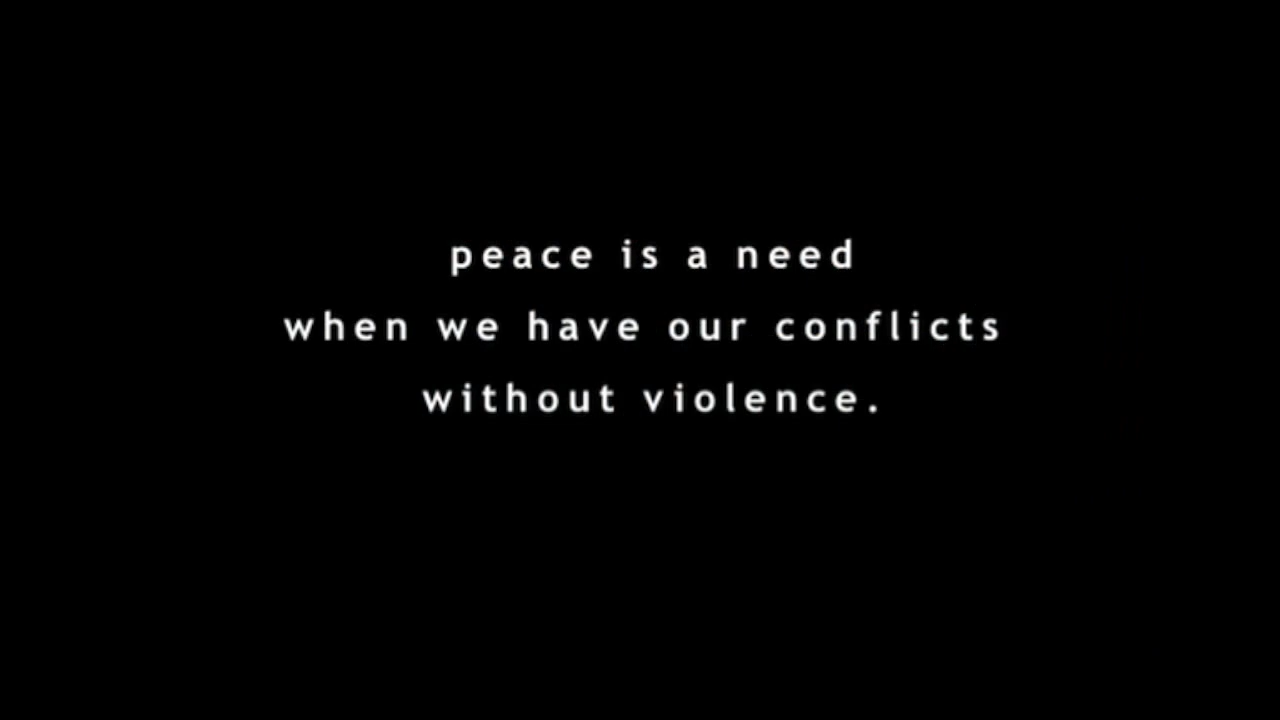 peace is a need
when we have our conflicts
without violence.